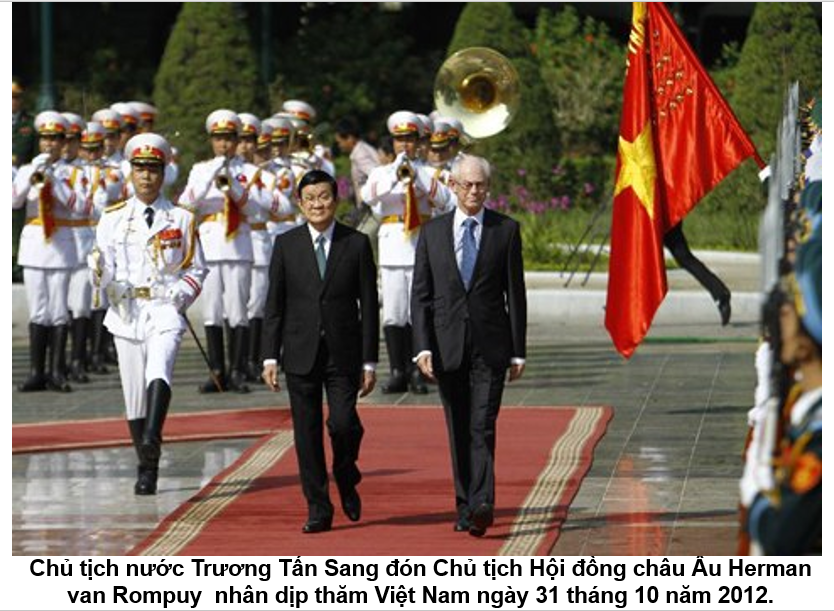 Chủ tịch nước Trương Tấn Sang đón Chủ tịch Hội đồng châu Âu Herman
van Rompuy  nhân dịp thăm Việt Nam ngày 31 tháng 10 năm 2012.